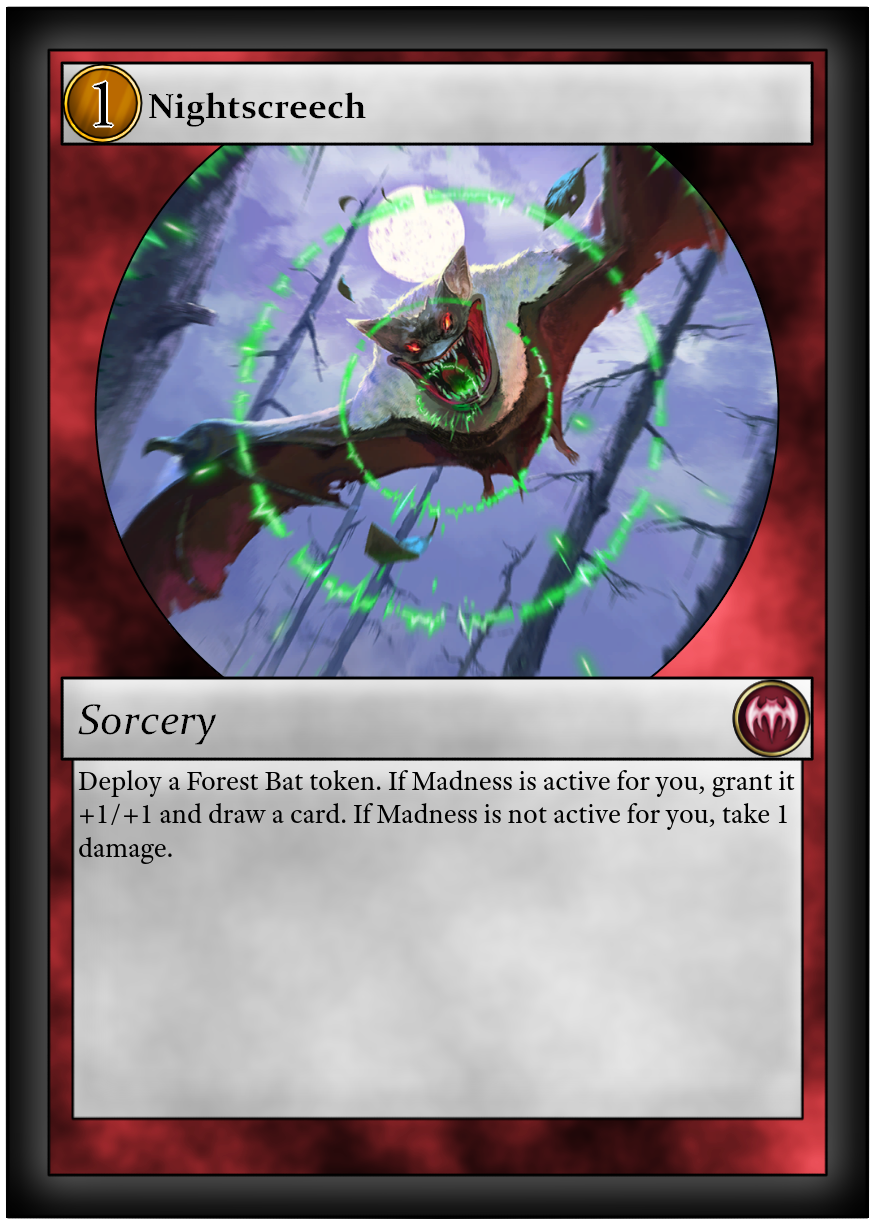 1 Nightscreech
Sorcery
Deploy a Forest Bat token. If Madness is active for you, grant it
+1/+1 and draw a card. If Madness is not active for you, take 1
damage.